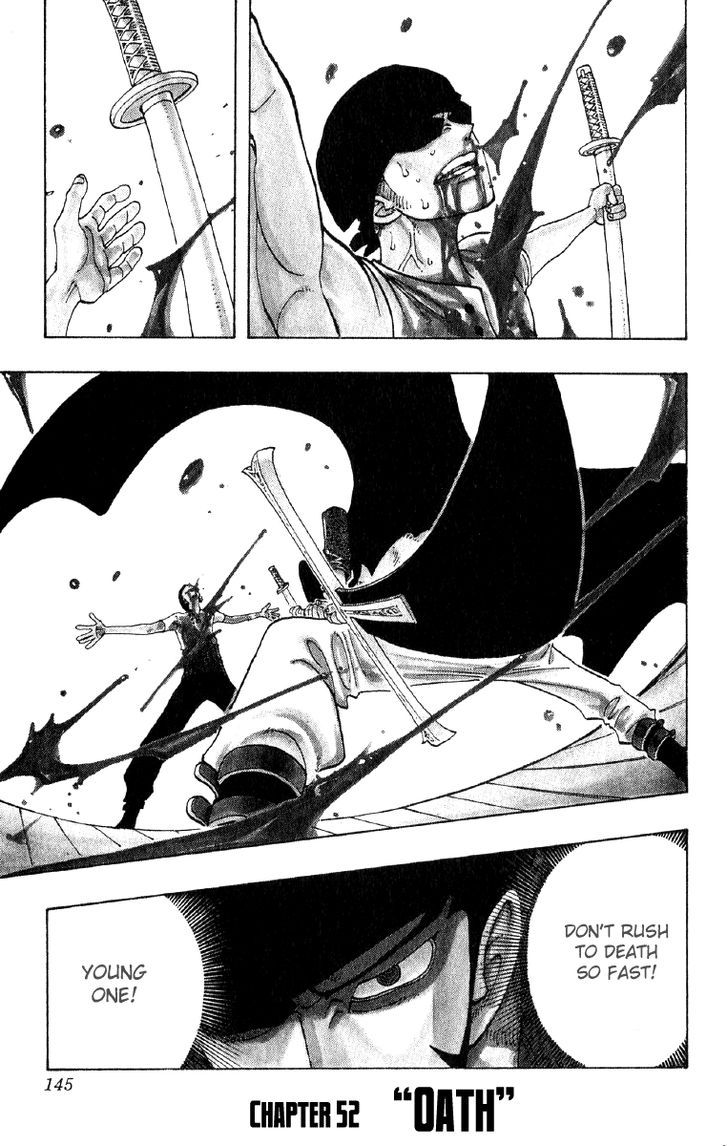 DON'T RUSH
TO DEATH
SO FAST!
YOUNG
ONE!
145
CHAPTER 52 "OATH"